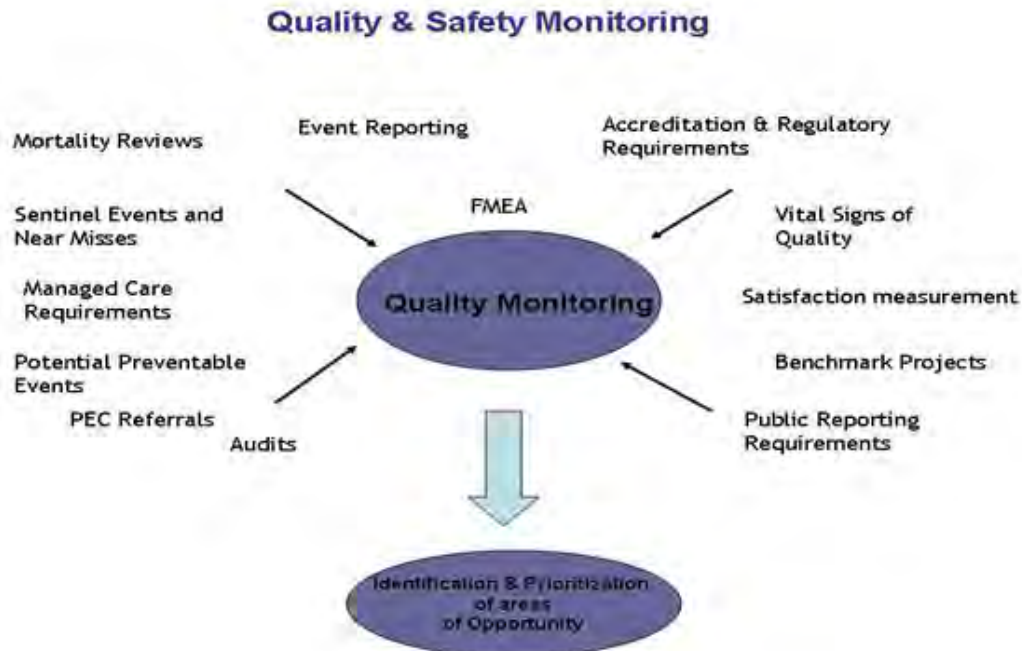 Quality & Safety Monitoring
Mortality Reviews
Event Reporting
Accreditation & Regulatory
Requirements
Sentinel Events and
Near Misses
FMEA
Vital Signs of
Quality
Managed Care
Requirements
Quality Monitoring
Satisfaction measurement
Potential Preventable
Events
Benchmark Projects
PEC Referrals
Audits
Public Reporting
Requirements
Identification & Prioritization
of areas
of Opportunity